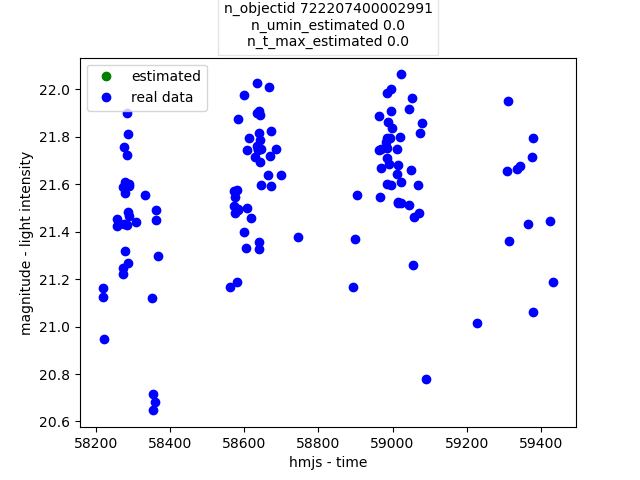 n_objectid 722207400002991
n_umin_estimated 0.0
n_t_max_estimated 0.0
estimated
real data
magnitude - light intensity
22.0
21.8
21.6
21.4
21.2
21.0
20.8
20.6
58200 58400 58600 58800 59000 59200 59400
hmjs - time